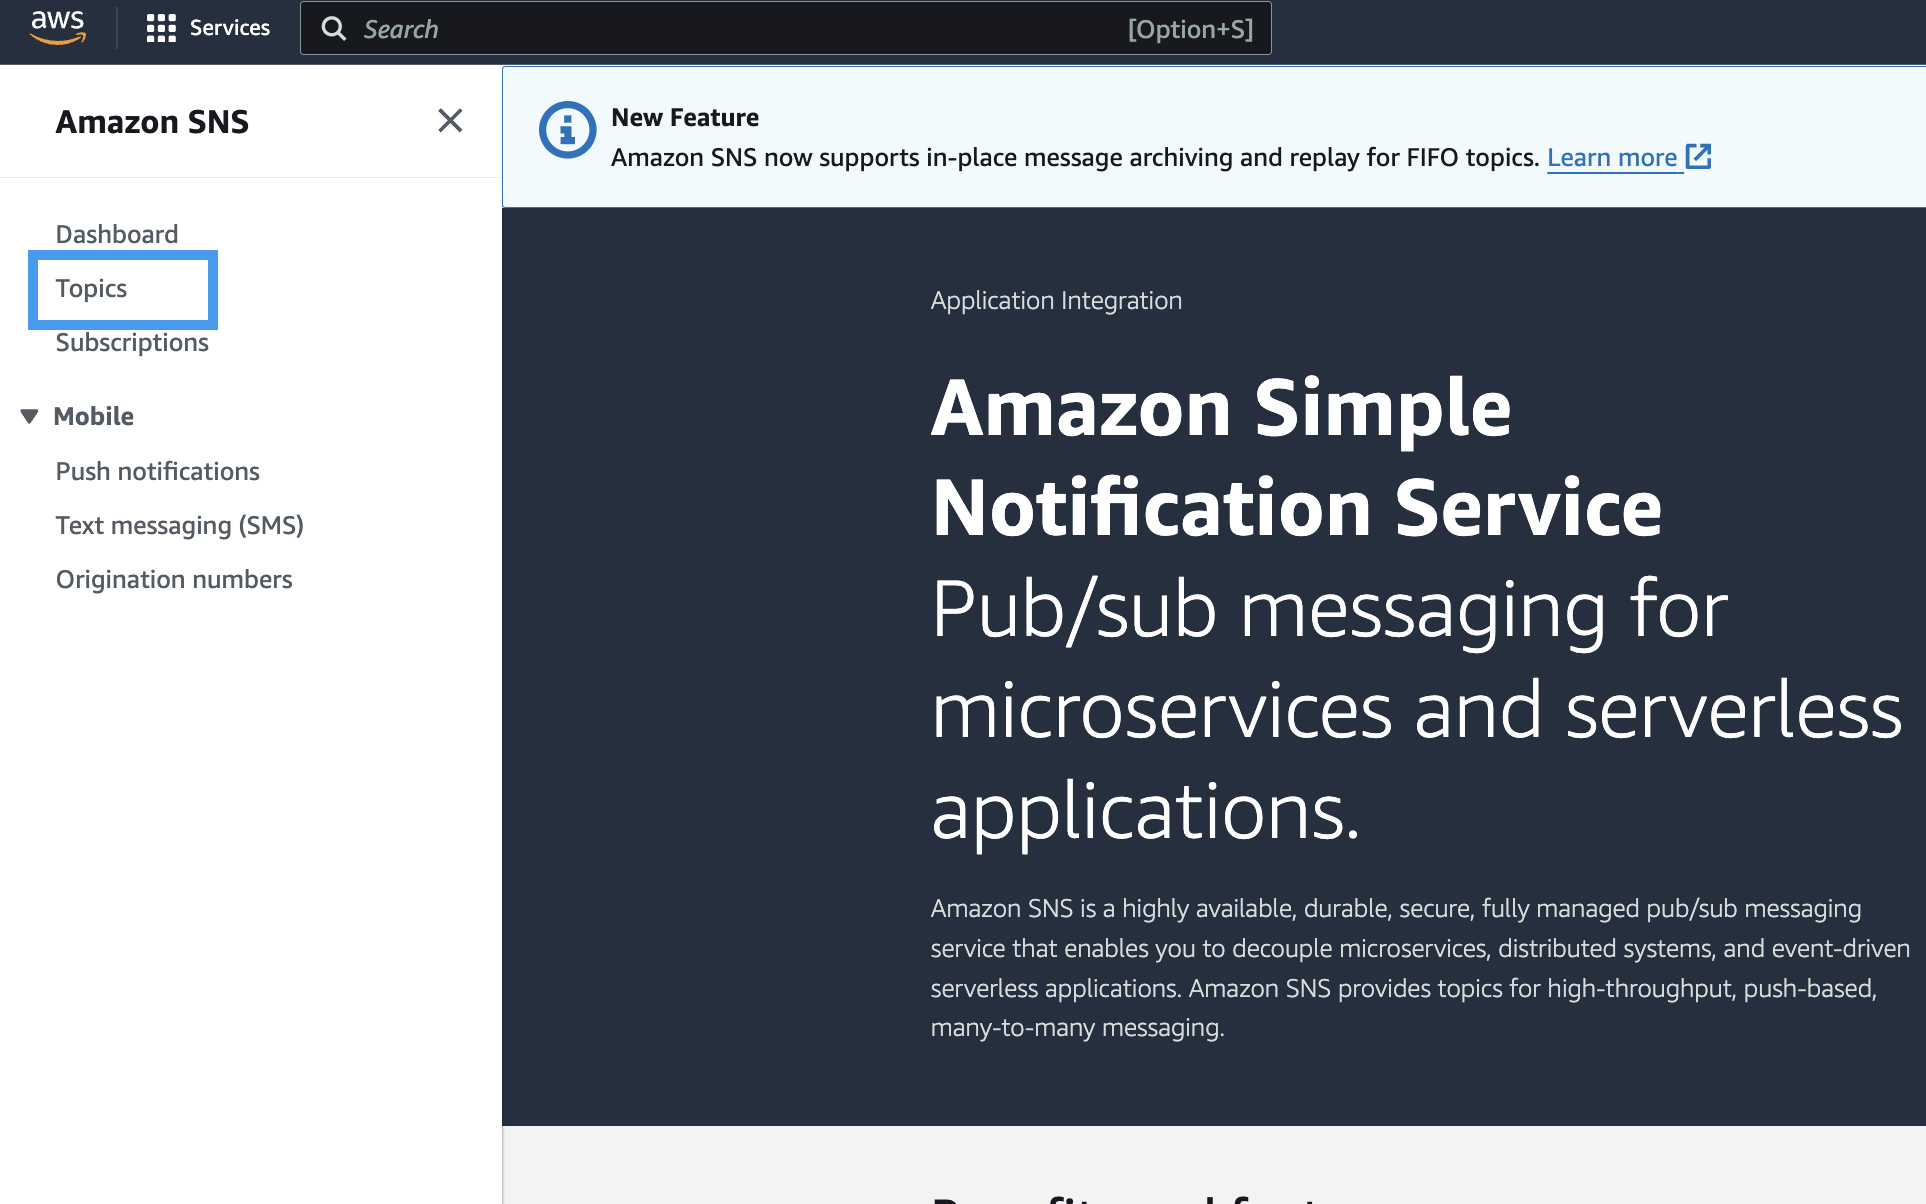 aws
Services
Search
[Option+S]
Amazon SNS
Dashboard
Topics
Subscriptions
Mobile
Push notifications
Text messaging (SMS)
Origination numbers
New Feature
Amazon SNS now supports in-place message archiving and replay for FIFO topics. Learn more
Application Integration
Amazon Simple
Notification Service
Pub/sub messaging for
microservices and serverless
applications.
Amazon SNS is a highly available, durable, secure, fully managed pub/sub messaging
service that enables you to decouple microservices, distributed systems, and event-driven
serverless applications. Amazon SNS provides topics for high-throughput, push-based,
many-to-many messaging.